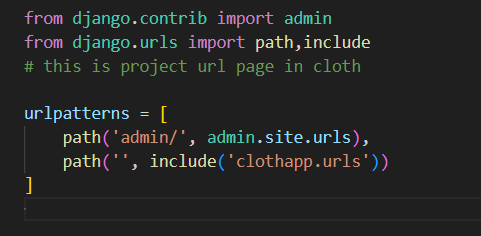 from django.contrib import admin
from django.urls import path,include
# this is project url page in cloth
urlpatterns = [
    path('admin/', admin.site.urls),
    path('', include('clothapp.urls'))
]